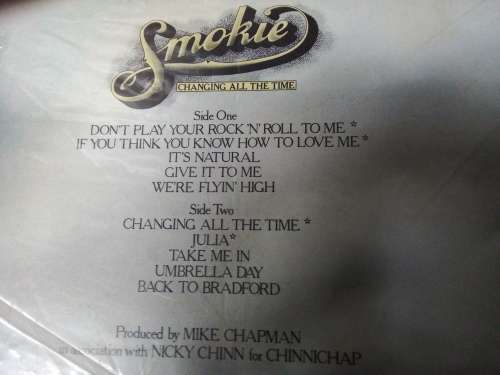 Smokie
CHANGING ALL THE TIME
Side One
DON'T PLAY YOUR ROCK 'N' ROLL TO ME *
IF YOU THINK YOU KNOW HOW TO LOVE ME *
IT'S NATURAL
GIVE IT TO ME
WE'RE FLYIN' HIGH
Side Two
CHANGING ALL THE TIME *
JULIA *
TAKE ME IN
UMBRELLA DAY
BACK TO BRADFORD
Produced by MIKE CHAPMAN
in association with NICKY CHINN for CHINNICHAP